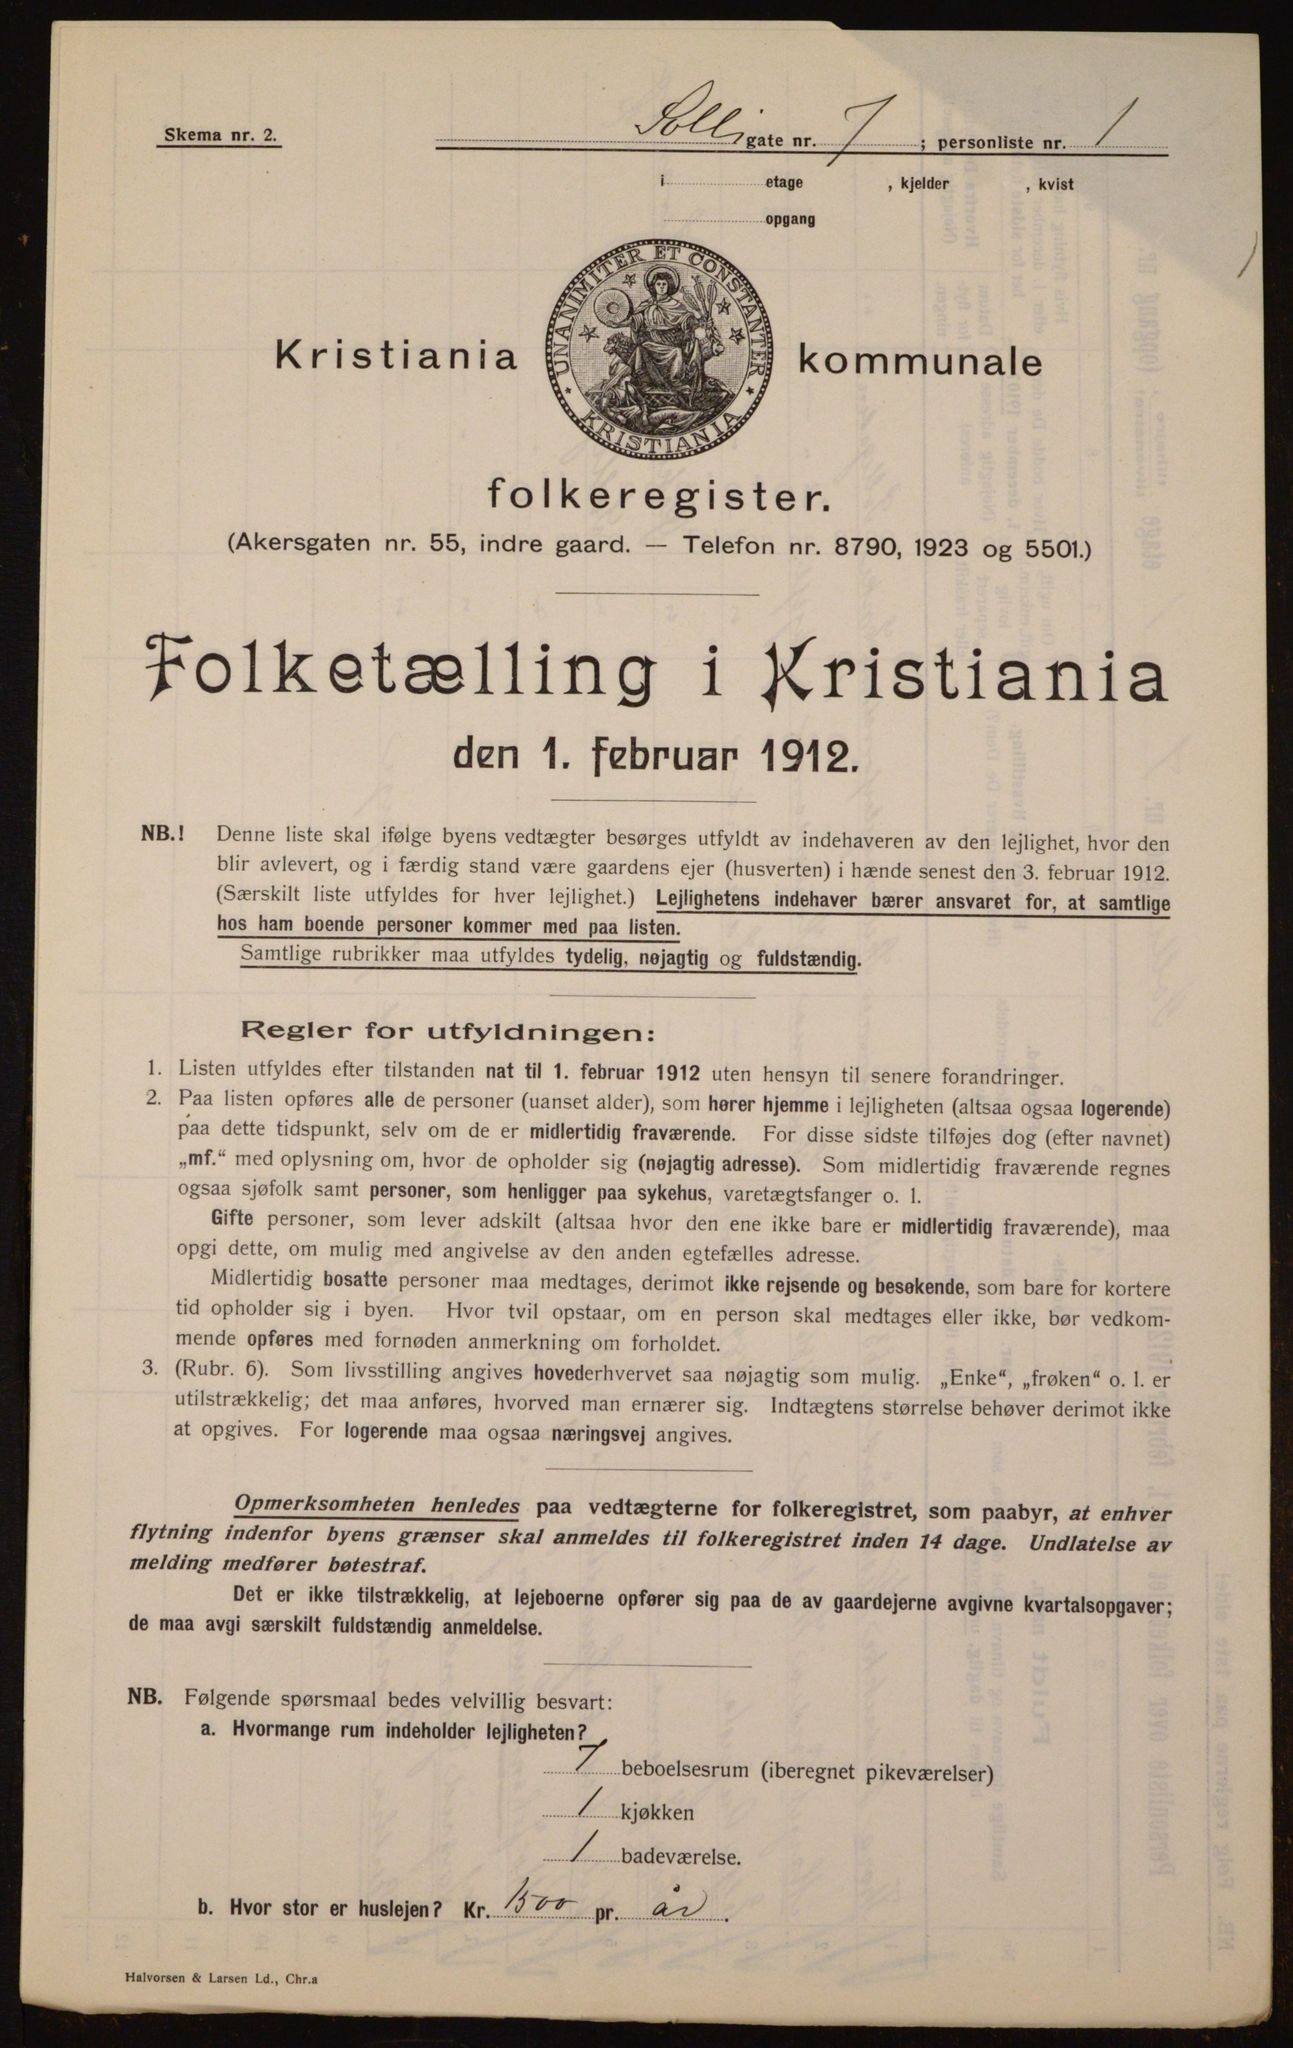 Skema nr. 2.
Solli gate nr. 7 ; personliste nr. 1
i etage , kjelder , kvist
opgang
UNANIMITER ET CONSTANTER
KRISTIANIA
Kristiania kommunale
folkeregister.
(Akersgaten nr. 55, indre gaard. — Telefon nr. 8790, 1923 og 5501.)
Folketælling i Kristiania
den 1. februar 1912.
NB.! Denne liste skal ifølge byens vedtægter besørges utfyldt av indehaveren av den lejlighet, hvor den
blir avlevert, og i færdig stand være gaardens ejer (husverten) i hænde senest den 3. februar 1912.
(Særskilt liste utfyldes for hver lejlighet.) Lejlighetens indehaver bærer ansvaret for, at samtlige
hos ham boende personer kommer med paa listen.
Samtlige rubrikker maa utfyldes tydelig, nøjagtig og fuldstændig.
Regler for utfyldningen:
1. Listen utfyldes efter tilstanden nat til 1. februar 1912 uten hensyn til senere forandringer.
2. Paa listen opføres alle de personer (uanset alder), som hører hjemme i lejligheten (altsaa ogsaa logerende)
paa dette tidspunkt, selv om de er midlertidig fraværende. For disse sidste tilføjes dog (efter navnet)
„mf.“ med oplysning om, hvor de opholder sig (nøjagtig adresse). Som midlertidig fraværende regnes
ogsaa sjøfolk samt personer, som henligger paa sykehus, varetægtsfanger o. l.
Gifte personer, som lever adskilt (altsaa hvor den ene ikke bare er midlertidig fraværende), maa
opgi dette, om mulig med angivelse av den anden egtefælles adresse.
Midlertidig bosatte personer maa medtages, derimot ikke rejsende og besøkende, som bare for kortere
tid opholder sig i byen. Hvor tvil opstaar, om en person skal medtages eller ikke, bør vedkom-
mende opføres med fornøden anmerkning om forholdet.
3. (Rubr. 6). Som livsstilling angives hovederhvervet saa nøjagtig som mulig. „Enke“, „frøken“ o. l. er
utilstrækkelig; det maa anføres, hvorved man ernærer sig. Indtægtens størrelse behøver derimot ikke
at opgives. For logerende maa ogsaa næringsvej angives.
Opmerksomheten henledes paa vedtægterne for folkeregistret, som paabyr, at enhver
flytning indenfor byens grænser skal anmeldes til folkeregistret inden 14 dage. Undlatelse av
melding medfører bøtestraf.
Det er ikke tilstrækkelig, at lejeboerne opfører sig paa de av gaardejerne avgivne kvartalsopgaver;
de maa avgi særskilt fuldstændig anmeldelse.
NB. Følgende spørsmaal bedes velvillig besvart:
a. Hvormange rum indeholder lejligheten?
7 beboelsesrum (iberegnet pikeværelser)
1 kjøkken
1 badeværelse.
b. Hvor stor er huslejen? Kr. 1500 pr. år.
Halvorsen & Larsen Ld., Chr.a